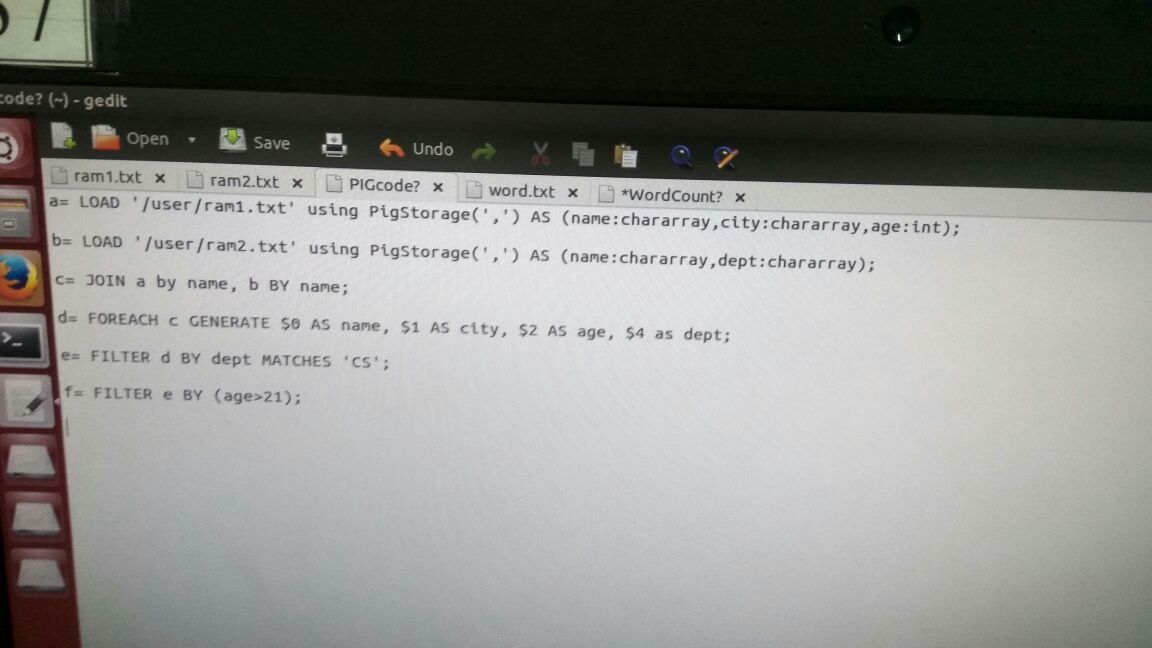 code? (~) - gedit
Open Save Undo
ram1.txt x ram2.txt x PIGcode? x word.txt x *WordCount? x
a= LOAD '/user/ram1.txt' using PigStorage(',') AS (name:chararray,city:chararray,age:int);
b= LOAD '/user/ram2.txt' using PigStorage(',') AS (name:chararray,dept:chararray);
c= JOIN a by name, b BY name;
d= FOREACH c GENERATE $0 AS name, $1 AS city, $2 AS age, $4 as dept;
e= FILTER d BY dept MATCHES 'CS';
f= FILTER e BY (age>21);